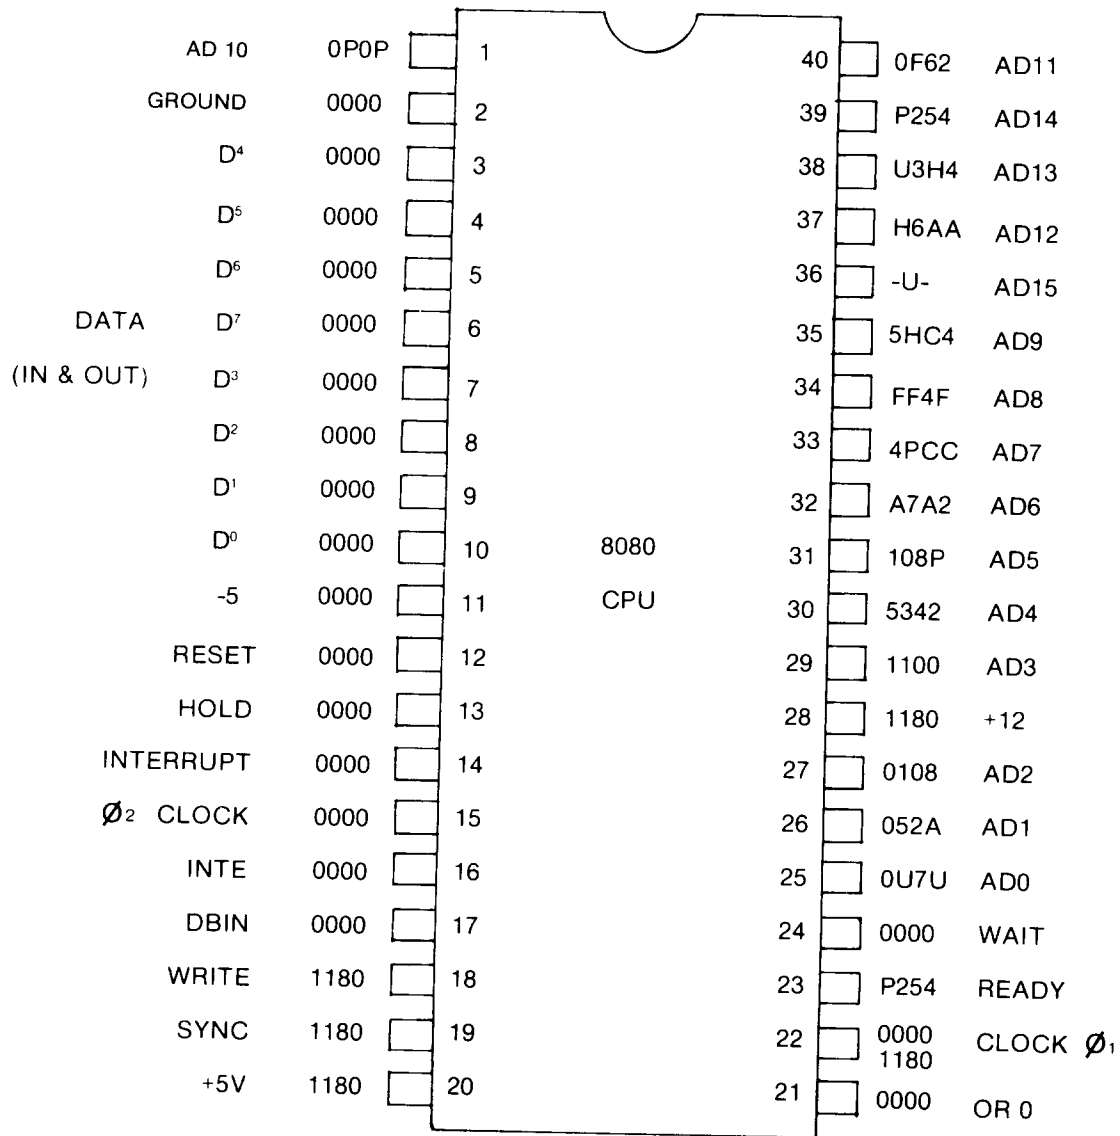 AD 10 0P0P 1
GROUND 0000 2
D⁴ 0000 3
D⁵ 0000 4
D⁶ 0000 5
DATA D⁷ 0000 6
(IN & OUT) D³ 0000 7
D² 0000 8
D¹ 0000 9
D⁰ 0000 10
-5 0000 11
RESET 0000 12
HOLD 0000 13
INTERRUPT 0000 14
Ø₂ CLOCK 0000 15
INTE 0000 16
DBIN 0000 17
WRITE 1180 18
SYNC 1180 19
+5V 1180 20
8080
CPU
40 0F62 AD11
39 P254 AD14
38 U3H4 AD13
37 H6AA AD12
36 -U- AD15
35 5HC4 AD9
34 FF4F AD8
33 4PCC AD7
32 A7A2 AD6
31 108P AD5
30 5342 AD4
29 1100 AD3
28 1180 +12
27 0108 AD2
26 052A AD1
25 0U7U AD0
24 0000 WAIT
23 P254 READY
22 0000 CLOCK Ø₁
1180
21 0000 OR 0